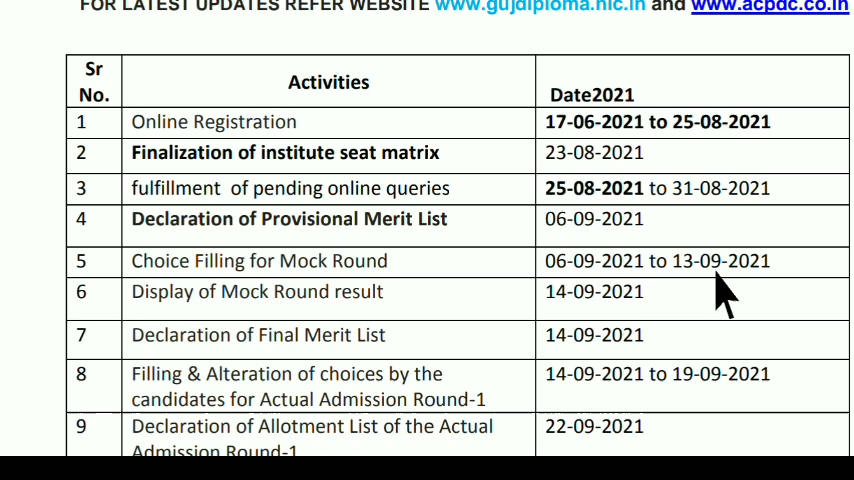 FOR LATEST UPDATES REFER WEBSITE www.gujdiploma.nic.in and www.acpdc.co.in
Sr No. Activities Date2021
1 Online Registration 17-06-2021 to 25-08-2021
2 Finalization of institute seat matrix 23-08-2021
3 fulfillment of pending online queries 25-08-2021 to 31-08-2021
4 Declaration of Provisional Merit List 06-09-2021
5 Choice Filling for Mock Round 06-09-2021 to 13-09-2021
6 Display of Mock Round result 14-09-2021
7 Declaration of Final Merit List 14-09-2021
8 Filling & Alteration of choices by the 14-09-2021 to 19-09-2021
candidates for Actual Admission Round-1
9 Declaration of Allotment List of the Actual 22-09-2021
Admission Round-1